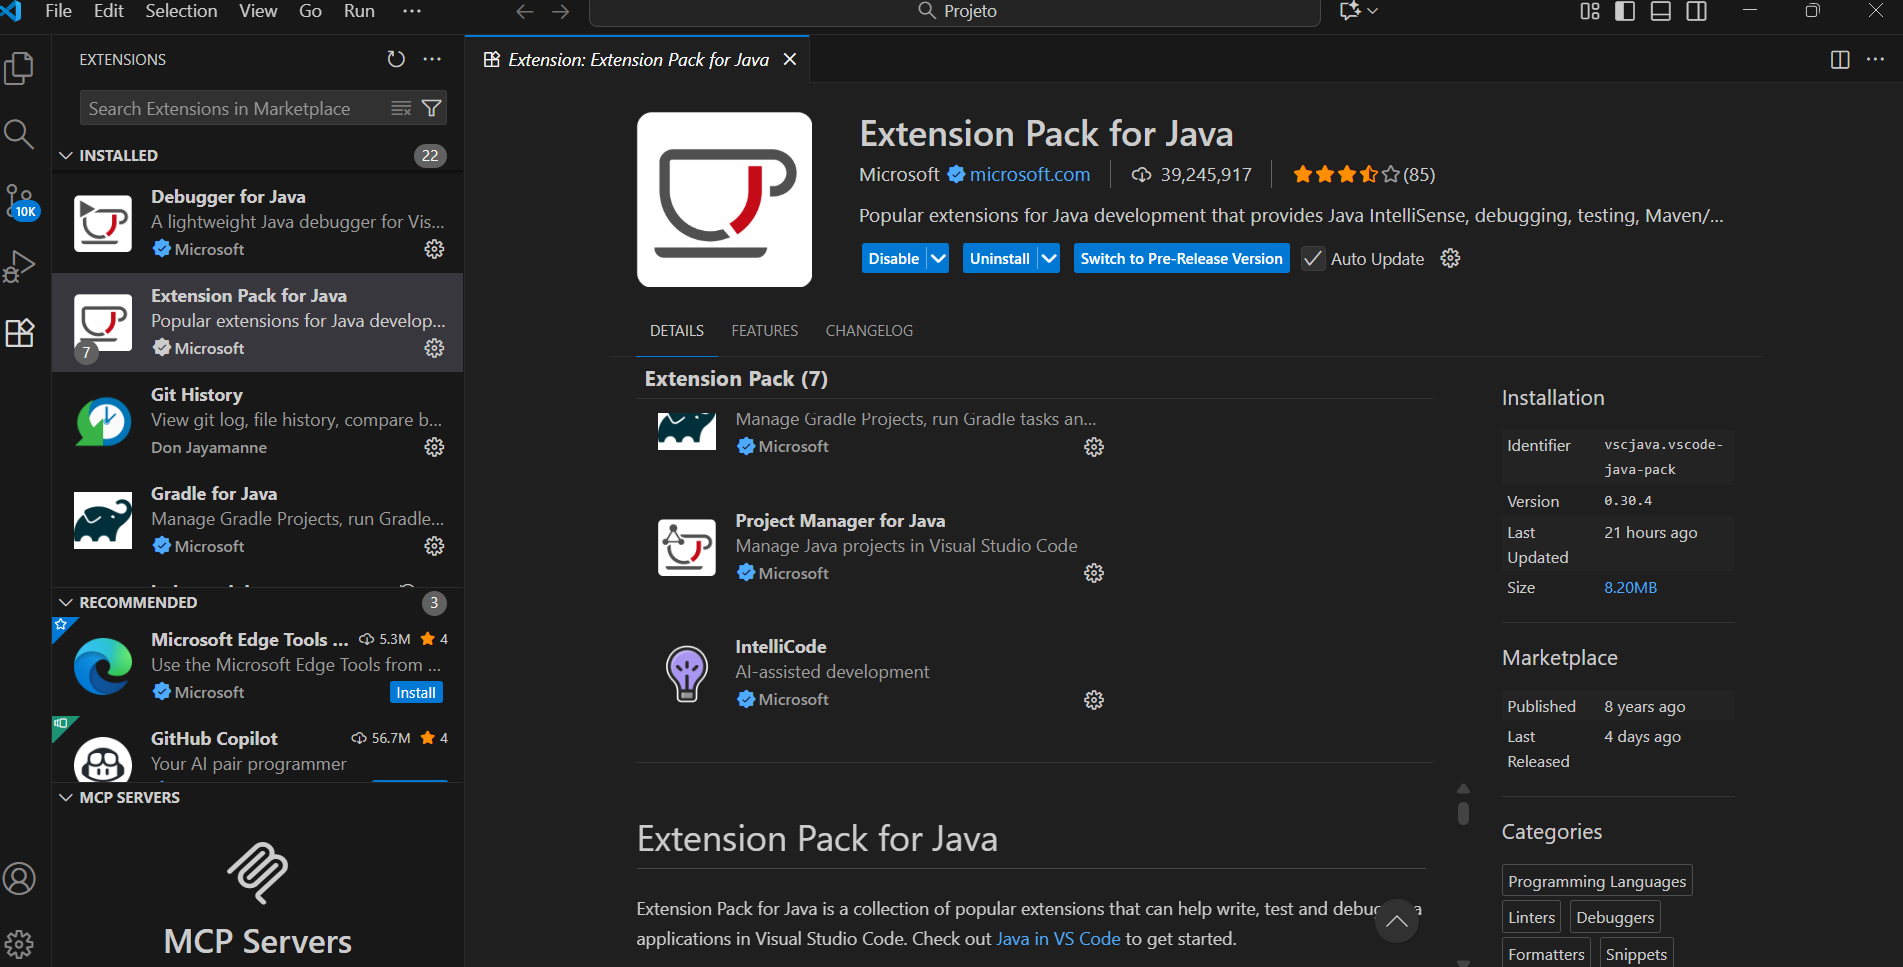 File Edit Selection View Go Run ···
Projeto
EXTENSIONS
Search Extensions in Marketplace
INSTALLED 22
Debugger for Java
A lightweight Java debugger for Vis...
Microsoft
Extension Pack for Java
Popular extensions for Java develop...
7 Microsoft
Git History
View git log, file history, compare b...
Don Jayamanne
Gradle for Java
Manage Gradle Projects, run Gradle...
Microsoft
RECOMMENDED 3
Microsoft Edge Tools ... 5.3M 4
Use the Microsoft Edge Tools from ...
Microsoft Install
GitHub Copilot 56.7M 4
Your AI pair programmer
MCP SERVERS
MCP Servers
10K
Extension: Extension Pack for Java
Extension Pack for Java
Microsoft microsoft.com 39,245,917 (85)
Popular extensions for Java development that provides Java IntelliSense, debugging, testing, Maven/...
Disable Uninstall Switch to Pre-Release Version Auto Update
DETAILS FEATURES CHANGELOG
Extension Pack (7)
Manage Gradle Projects, run Gradle tasks an...
Microsoft
Project Manager for Java
Manage Java projects in Visual Studio Code
Microsoft
IntelliCode
AI-assisted development
Microsoft
Extension Pack for Java
Extension Pack for Java is a collection of popular extensions that can help write, test and debug a
applications in Visual Studio Code. Check out Java in VS Code to get started.
Installation
Identifier vscjava.vscode-
java-pack
Version 0.30.4
Last 21 hours ago
Updated
Size 8.20MB
Marketplace
Published 8 years ago
Last 4 days ago
Released
Categories
Programming Languages
Linters Debuggers
Formatters Snippets